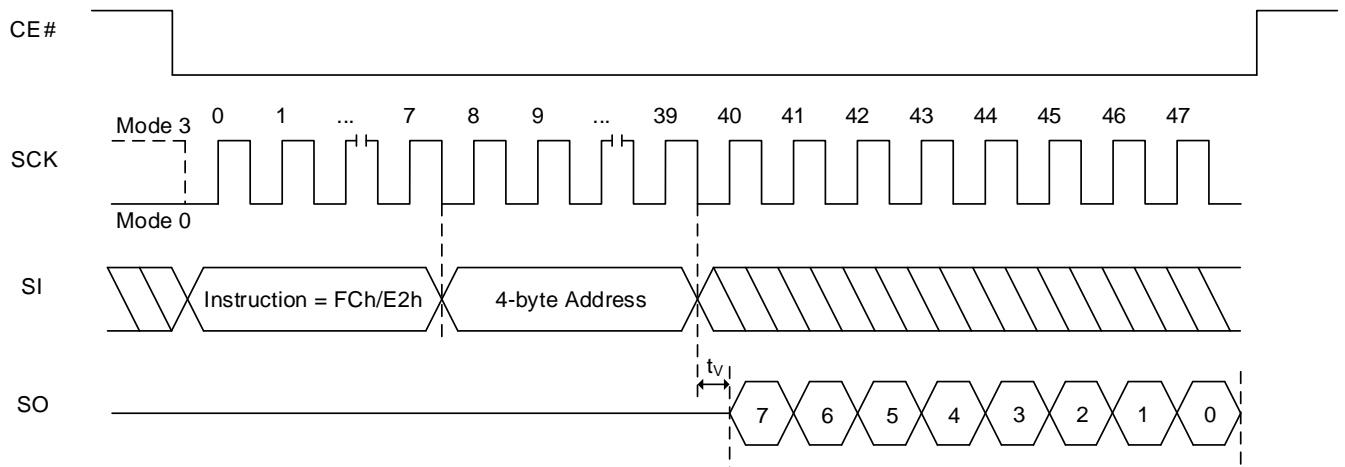 CE#
0 1 ... 7 8 9 ... 39 40 41 42 43 44 45 46 47
Mode 3
SCK
Mode 0
SI
Instruction = FCh/E2h 4-byte Address
tV
SO
7 6 5 4 3 2 1 0